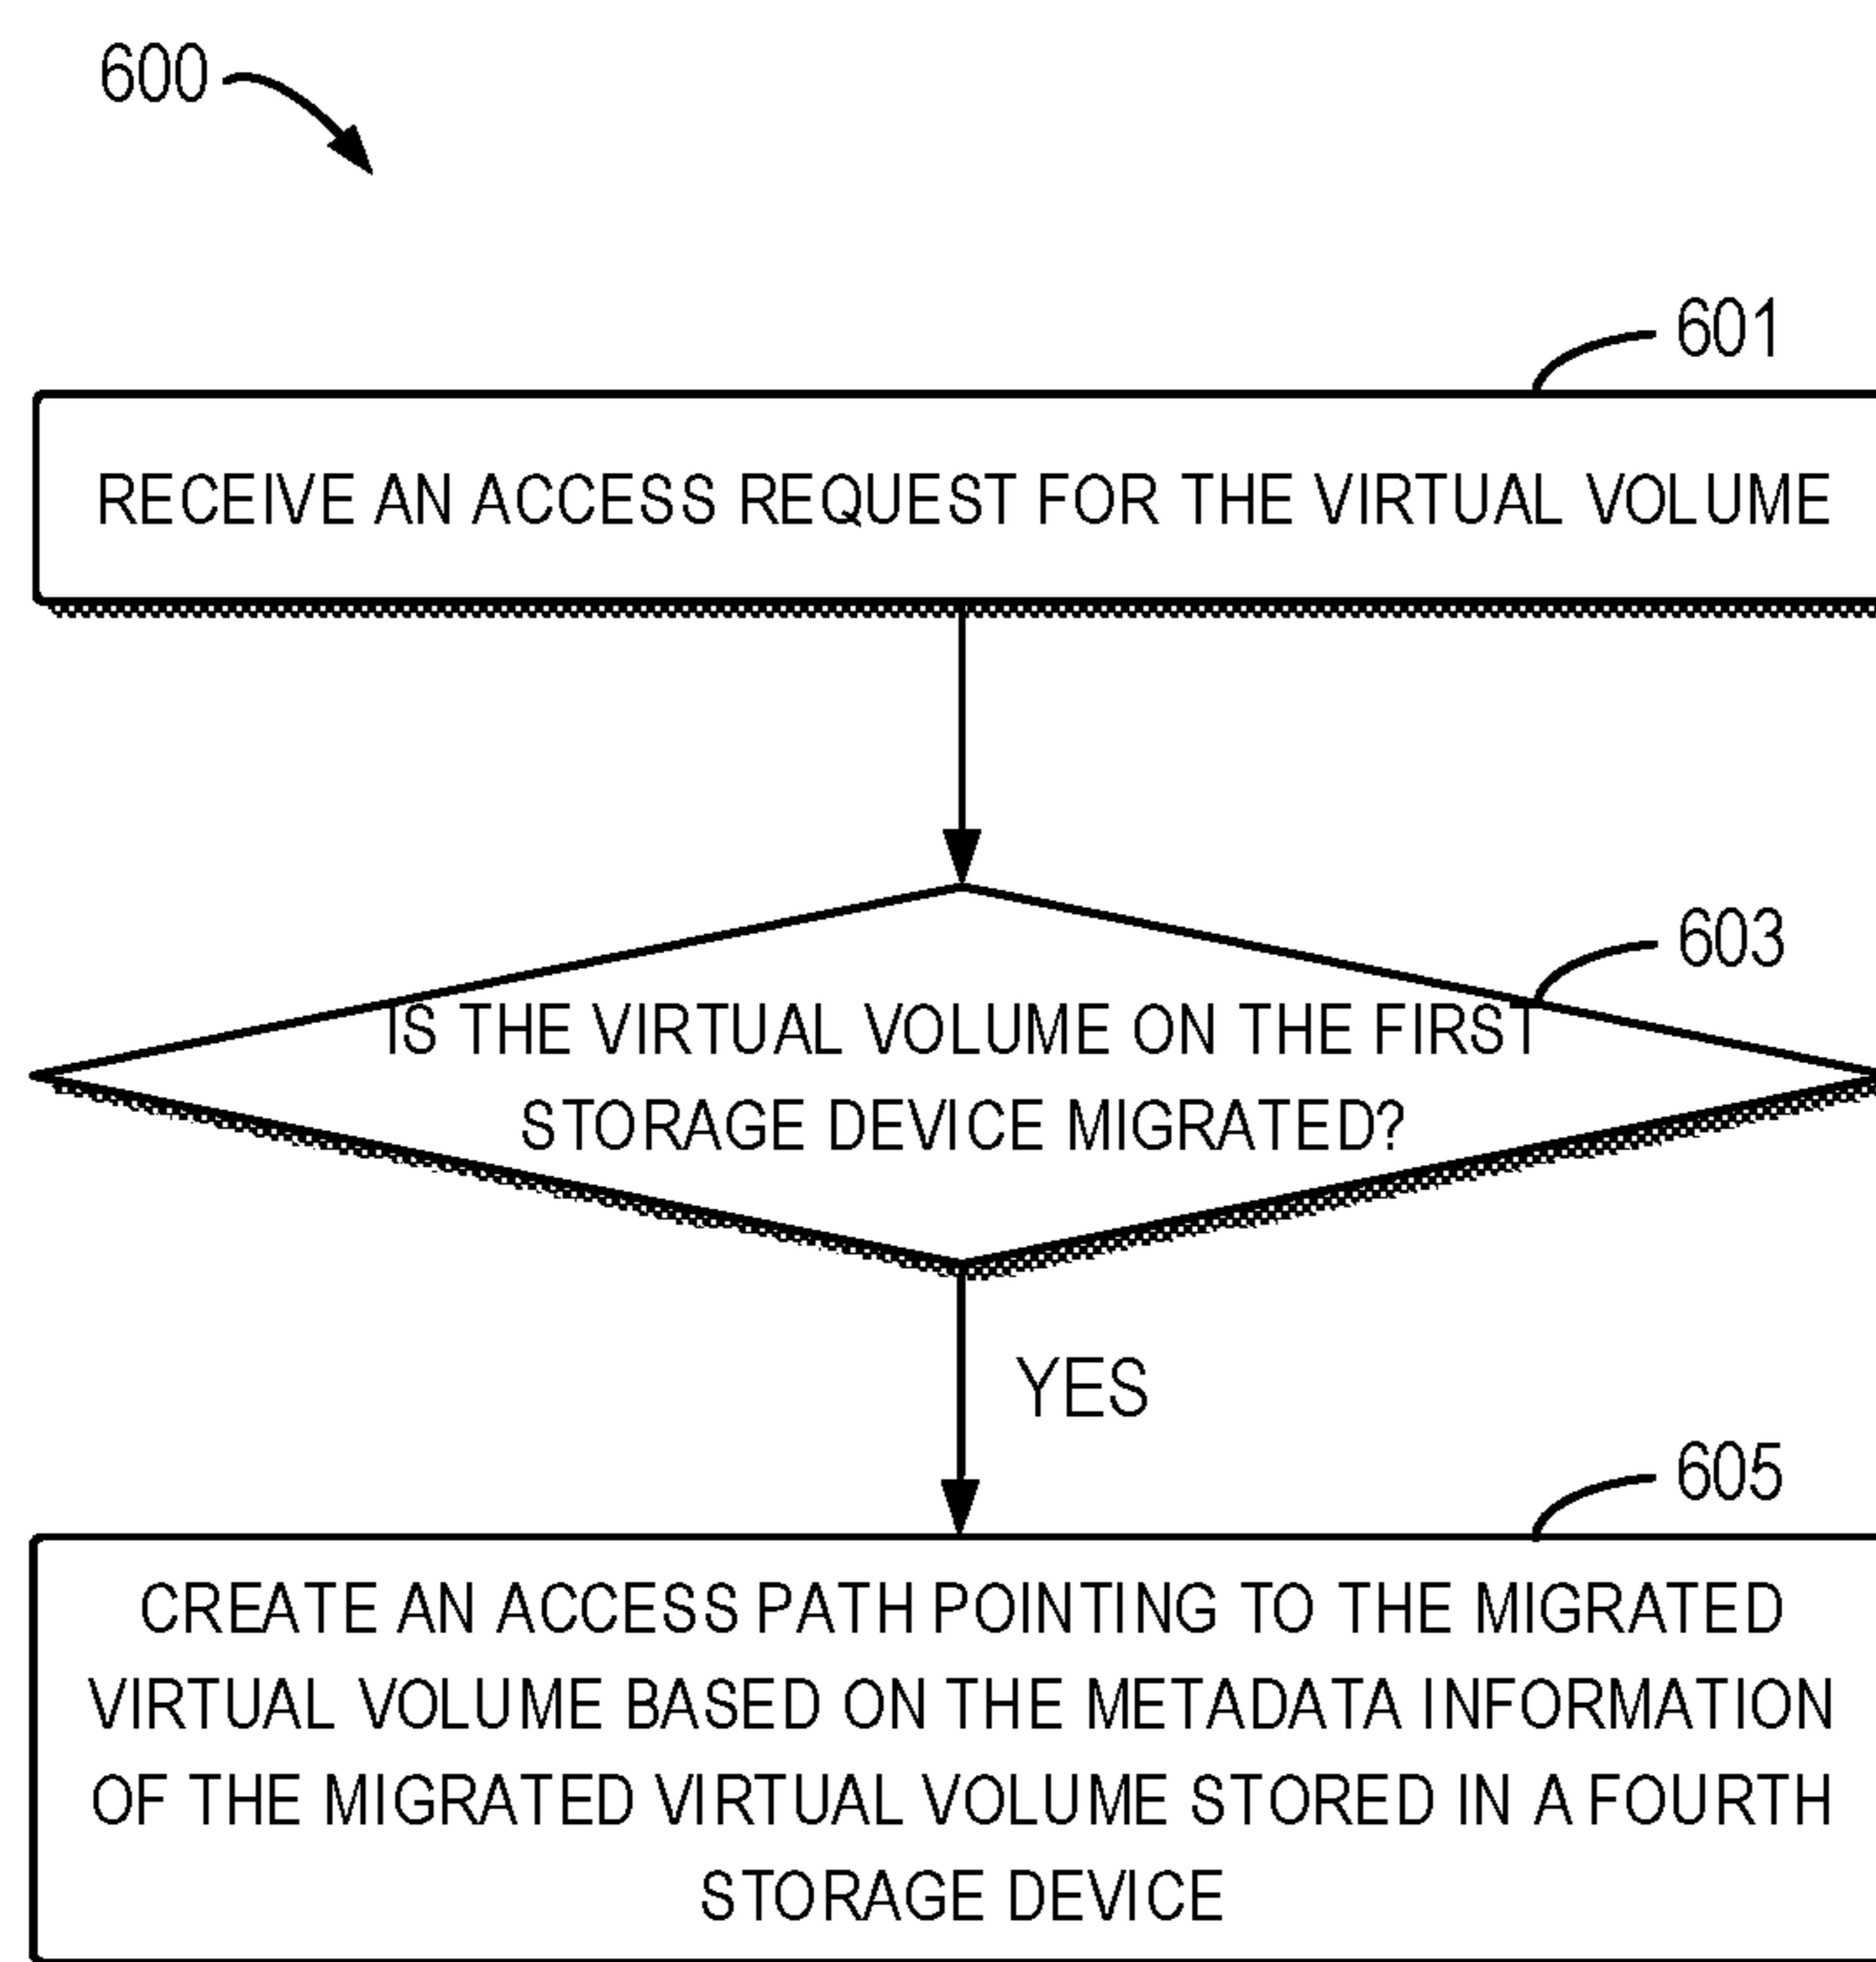 600
601
RECEIVE AN ACCESS REQUEST FOR THE VIRTUAL VOLUME
603
IS THE VIRTUAL VOLUME ON THE FIRST
STORAGE DEVICE MIGRATED?
YES
605
CREATE AN ACCESS PATH POINTING TO THE MIGRATED
VIRTUAL VOLUME BASED ON THE METADATA INFORMATION
OF THE MIGRATED VIRTUAL VOLUME STORED IN A FOURTH
STORAGE DEVICE